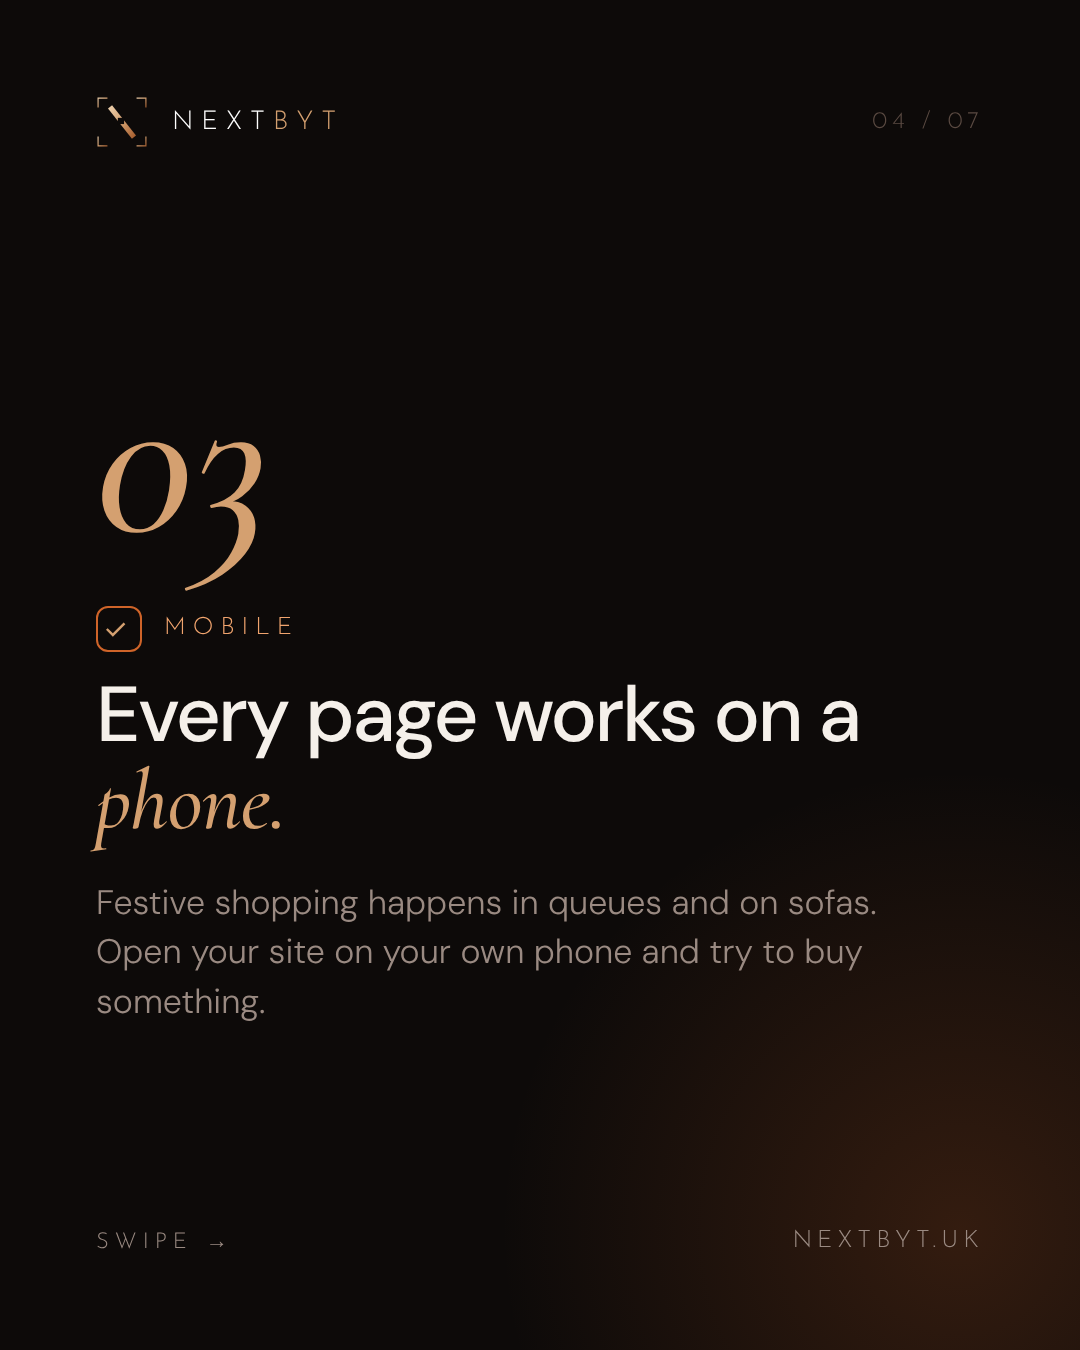 NEXTBYT
04 / 07
03
MOBILE
Every page works on a
phone.
Festive shopping happens in queues and on sofas.
Open your site on your own phone and try to buy
something.
SWIPE →
NEXTBYT.UK